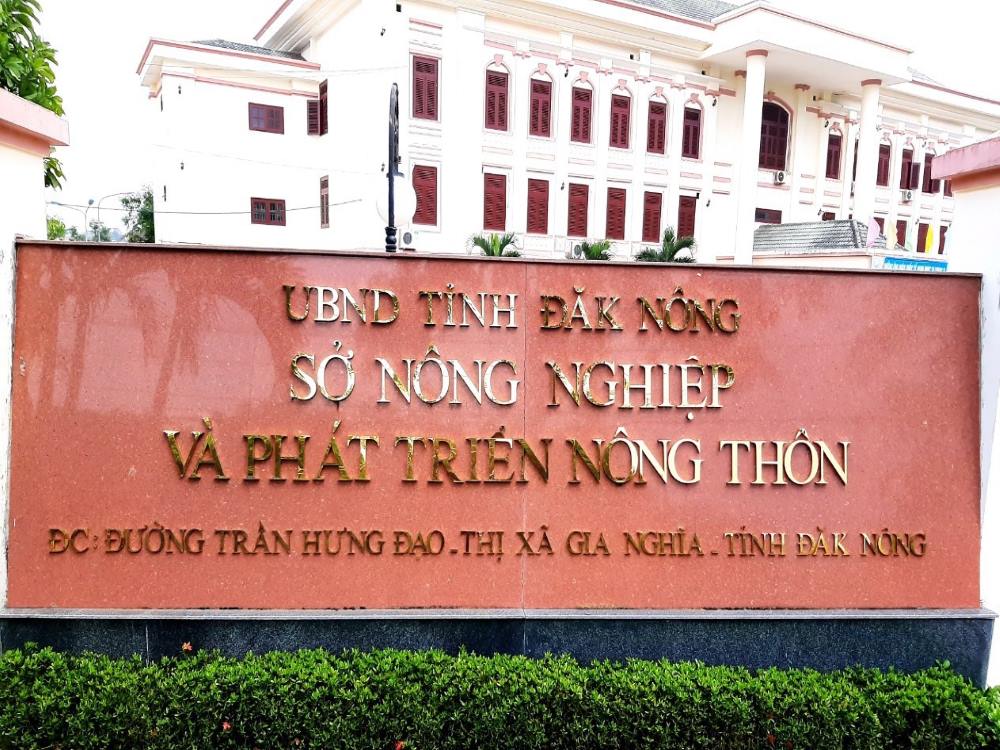 UBND TỈNH ĐĂK NÔNG
SỞ NÔNG NGHIỆP
VÀ PHÁT TRIỂN NÔNG THÔN
ĐC: ĐƯỜNG TRẦN HƯNG ĐẠO - THỊ XÃ GIA NGHĨA - TỈNH ĐĂK NÔNG